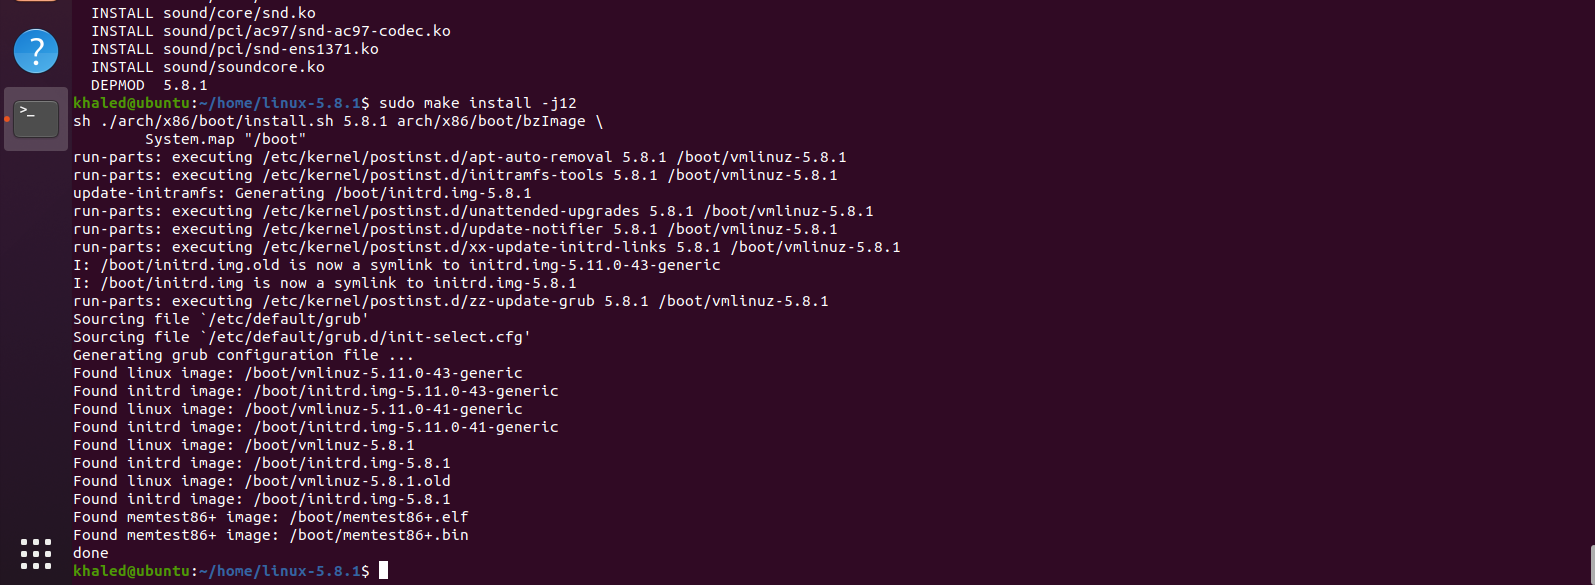 INSTALL sound/core/snd.ko
INSTALL sound/pci/ac97/snd-ac97-codec.ko
INSTALL sound/pci/snd-ens1371.ko
INSTALL sound/soundcore.ko
DEPMOD  5.8.1
khaled@ubuntu:~/home/linux-5.8.1$ sudo make install -j12
sh ./arch/x86/boot/install.sh 5.8.1 arch/x86/boot/bzImage \
        System.map "/boot"
run-parts: executing /etc/kernel/postinst.d/apt-auto-removal 5.8.1 /boot/vmlinuz-5.8.1
run-parts: executing /etc/kernel/postinst.d/initramfs-tools 5.8.1 /boot/vmlinuz-5.8.1
update-initramfs: Generating /boot/initrd.img-5.8.1
run-parts: executing /etc/kernel/postinst.d/unattended-upgrades 5.8.1 /boot/vmlinuz-5.8.1
run-parts: executing /etc/kernel/postinst.d/update-notifier 5.8.1 /boot/vmlinuz-5.8.1
run-parts: executing /etc/kernel/postinst.d/xx-update-initrd-links 5.8.1 /boot/vmlinuz-5.8.1
I: /boot/initrd.img.old is now a symlink to initrd.img-5.11.0-43-generic
I: /boot/initrd.img is now a symlink to initrd.img-5.8.1
run-parts: executing /etc/kernel/postinst.d/zz-update-grub 5.8.1 /boot/vmlinuz-5.8.1
Sourcing file `/etc/default/grub'
Sourcing file `/etc/default/grub.d/init-select.cfg'
Generating grub configuration file ...
Found linux image: /boot/vmlinuz-5.11.0-43-generic
Found initrd image: /boot/initrd.img-5.11.0-43-generic
Found linux image: /boot/vmlinuz-5.11.0-41-generic
Found initrd image: /boot/initrd.img-5.11.0-41-generic
Found linux image: /boot/vmlinuz-5.8.1
Found initrd image: /boot/initrd.img-5.8.1
Found linux image: /boot/vmlinuz-5.8.1.old
Found initrd image: /boot/initrd.img-5.8.1
Found memtest86+ image: /boot/memtest86+.elf
Found memtest86+ image: /boot/memtest86+.bin
done
khaled@ubuntu:~/home/linux-5.8.1$